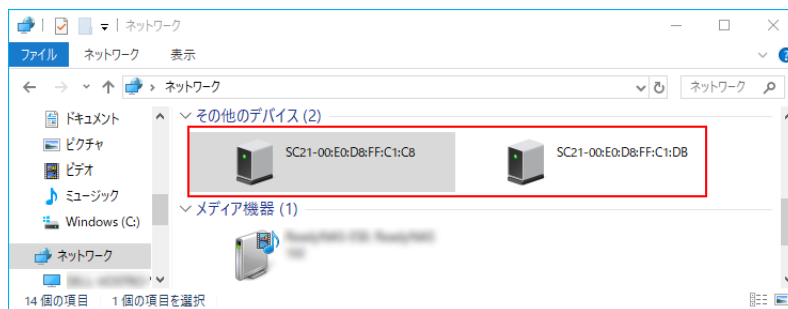 ネットワーク
ファイル ネットワーク 表示
ネットワーク ネットワーク
ドキュメント
ピクチャ
ビデオ
ミュージック
Windows (C:)
ネットワーク
その他のデバイス (2)
SC21-00:E0:D8:FF:C1:C8 SC21-00:E0:D8:FF:C1:DB
メディア機器 (1)
14 個の項目 1 個の項目を選択